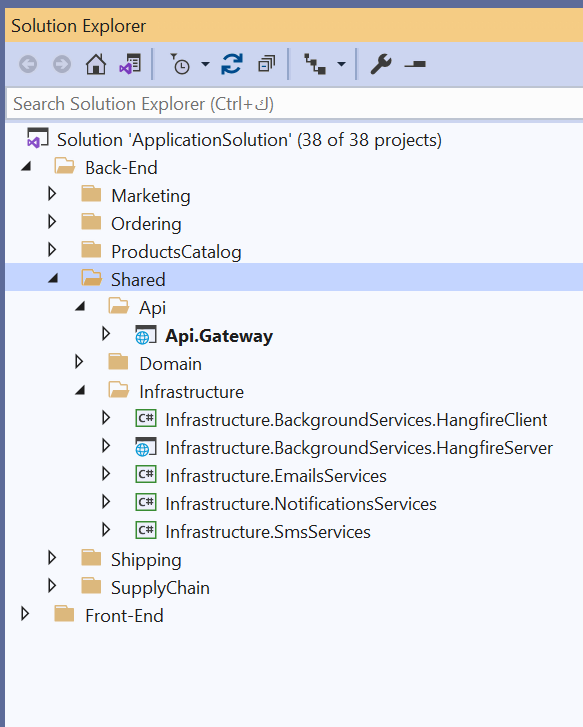 Solution Explorer
Search Solution Explorer (Ctrl+ك)
Solution 'ApplicationSolution' (38 of 38 projects)
Back-End
Marketing
Ordering
ProductsCatalog
Shared
Api
Api.Gateway
Domain
Infrastructure
C# Infrastructure.BackgroundServices.HangfireClient
Infrastructure.BackgroundServices.HangfireServer
C# Infrastructure.EmailsServices
C# Infrastructure.NotificationsServices
C# Infrastructure.SmsServices
Shipping
SupplyChain
Front-End